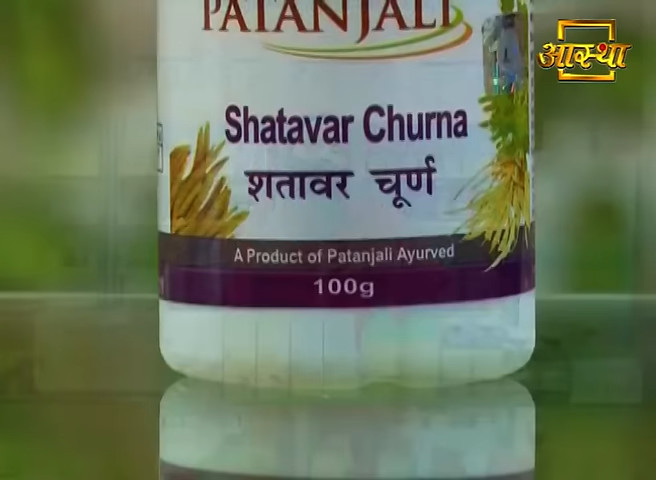 PATANJALI
आस्था
Shatavar Churna
शतावर चूर्ण
A Product of Patanjali Ayurved
100g